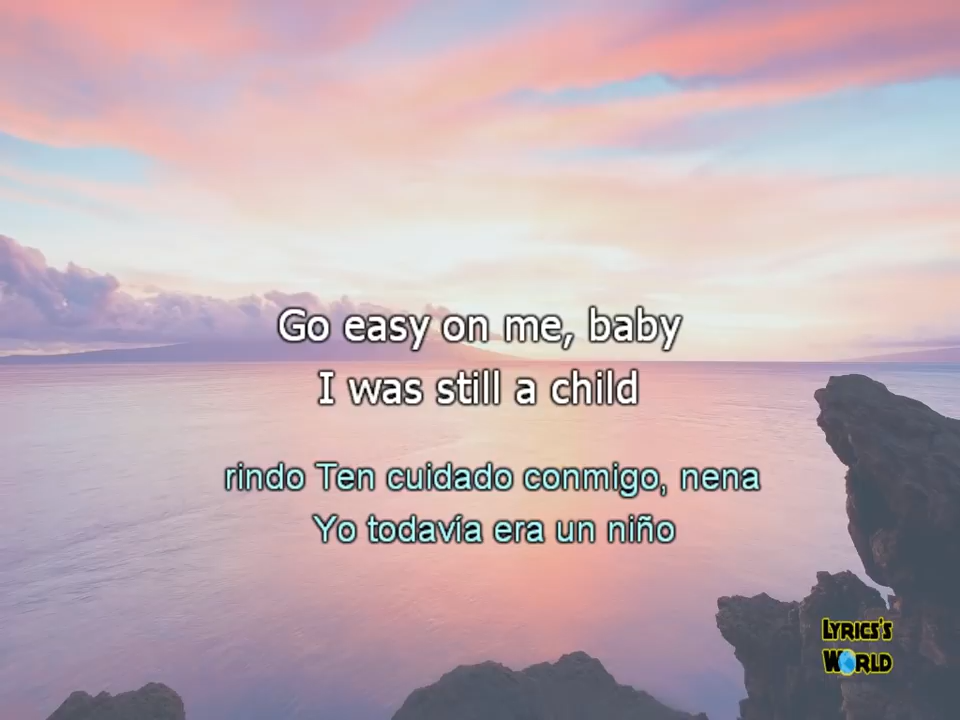 Go easy on me, baby
I was still a child
rindo Ten cuidado conmigo, nena
Yo todavía era un niño
LYRICS'S
WORLD